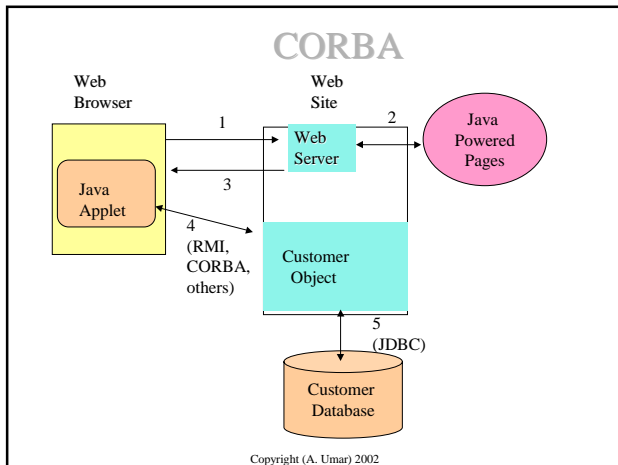 CORBA
Web
Browser
Web
Site
1
2
Web
Server
Java
Powered
Pages
3
Java
Applet
4
(RMI,
CORBA,
others)
Customer
Object
5
(JDBC)
Customer
Database
Copyright (A. Umar) 2002